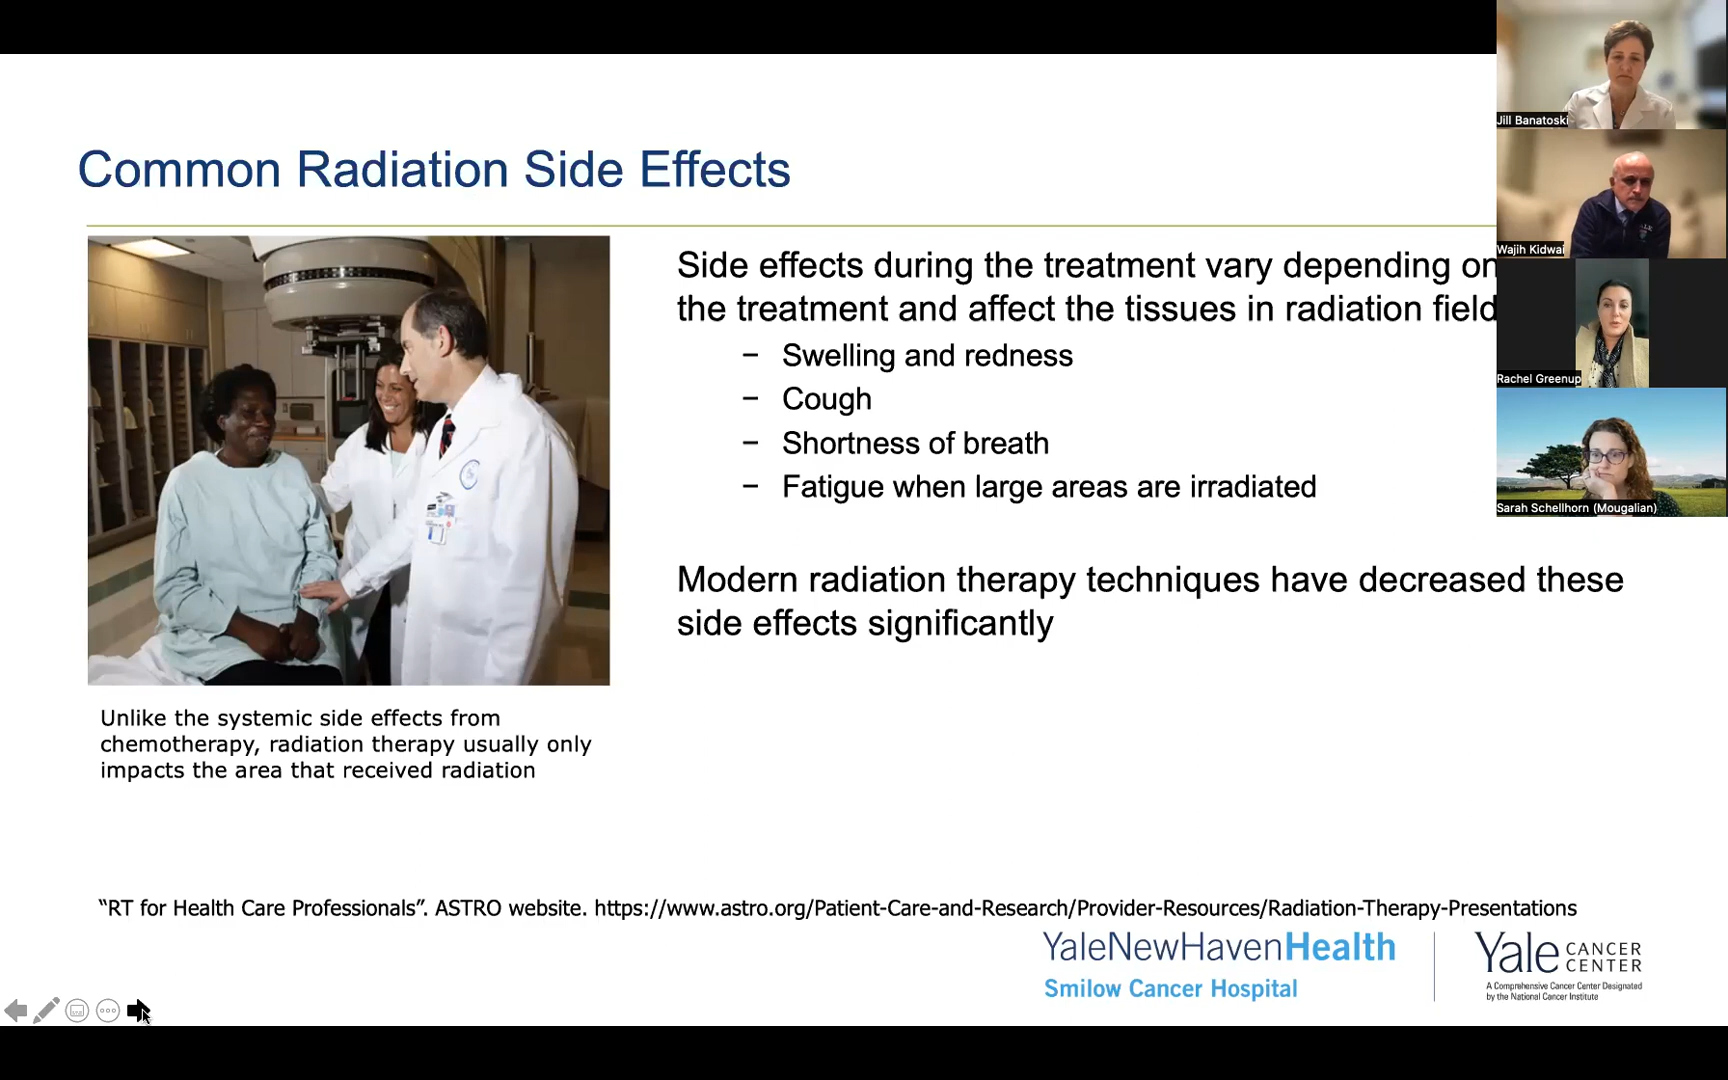 Common Radiation Side Effects
Side effects during the treatment vary depending on
the treatment and affect the tissues in radiation field
– Swelling and redness
– Cough
– Shortness of breath
– Fatigue when large areas are irradiated
Modern radiation therapy techniques have decreased these
side effects significantly
Unlike the systemic side effects from
chemotherapy, radiation therapy usually only
impacts the area that received radiation
“RT for Health Care Professionals”. ASTRO website. https://www.astro.org/Patient-Care-and-Research/Provider-Resources/Radiation-Therapy-Presentations
YaleNewHavenHealth
Smilow Cancer Hospital
Yale CANCER
CENTER
A Comprehensive Cancer Center Designated
by the National Cancer Institute
Jill Banatoski
Wajih Kidwai
Rachel Greenup
Sarah Schellhorn (Mougalian)